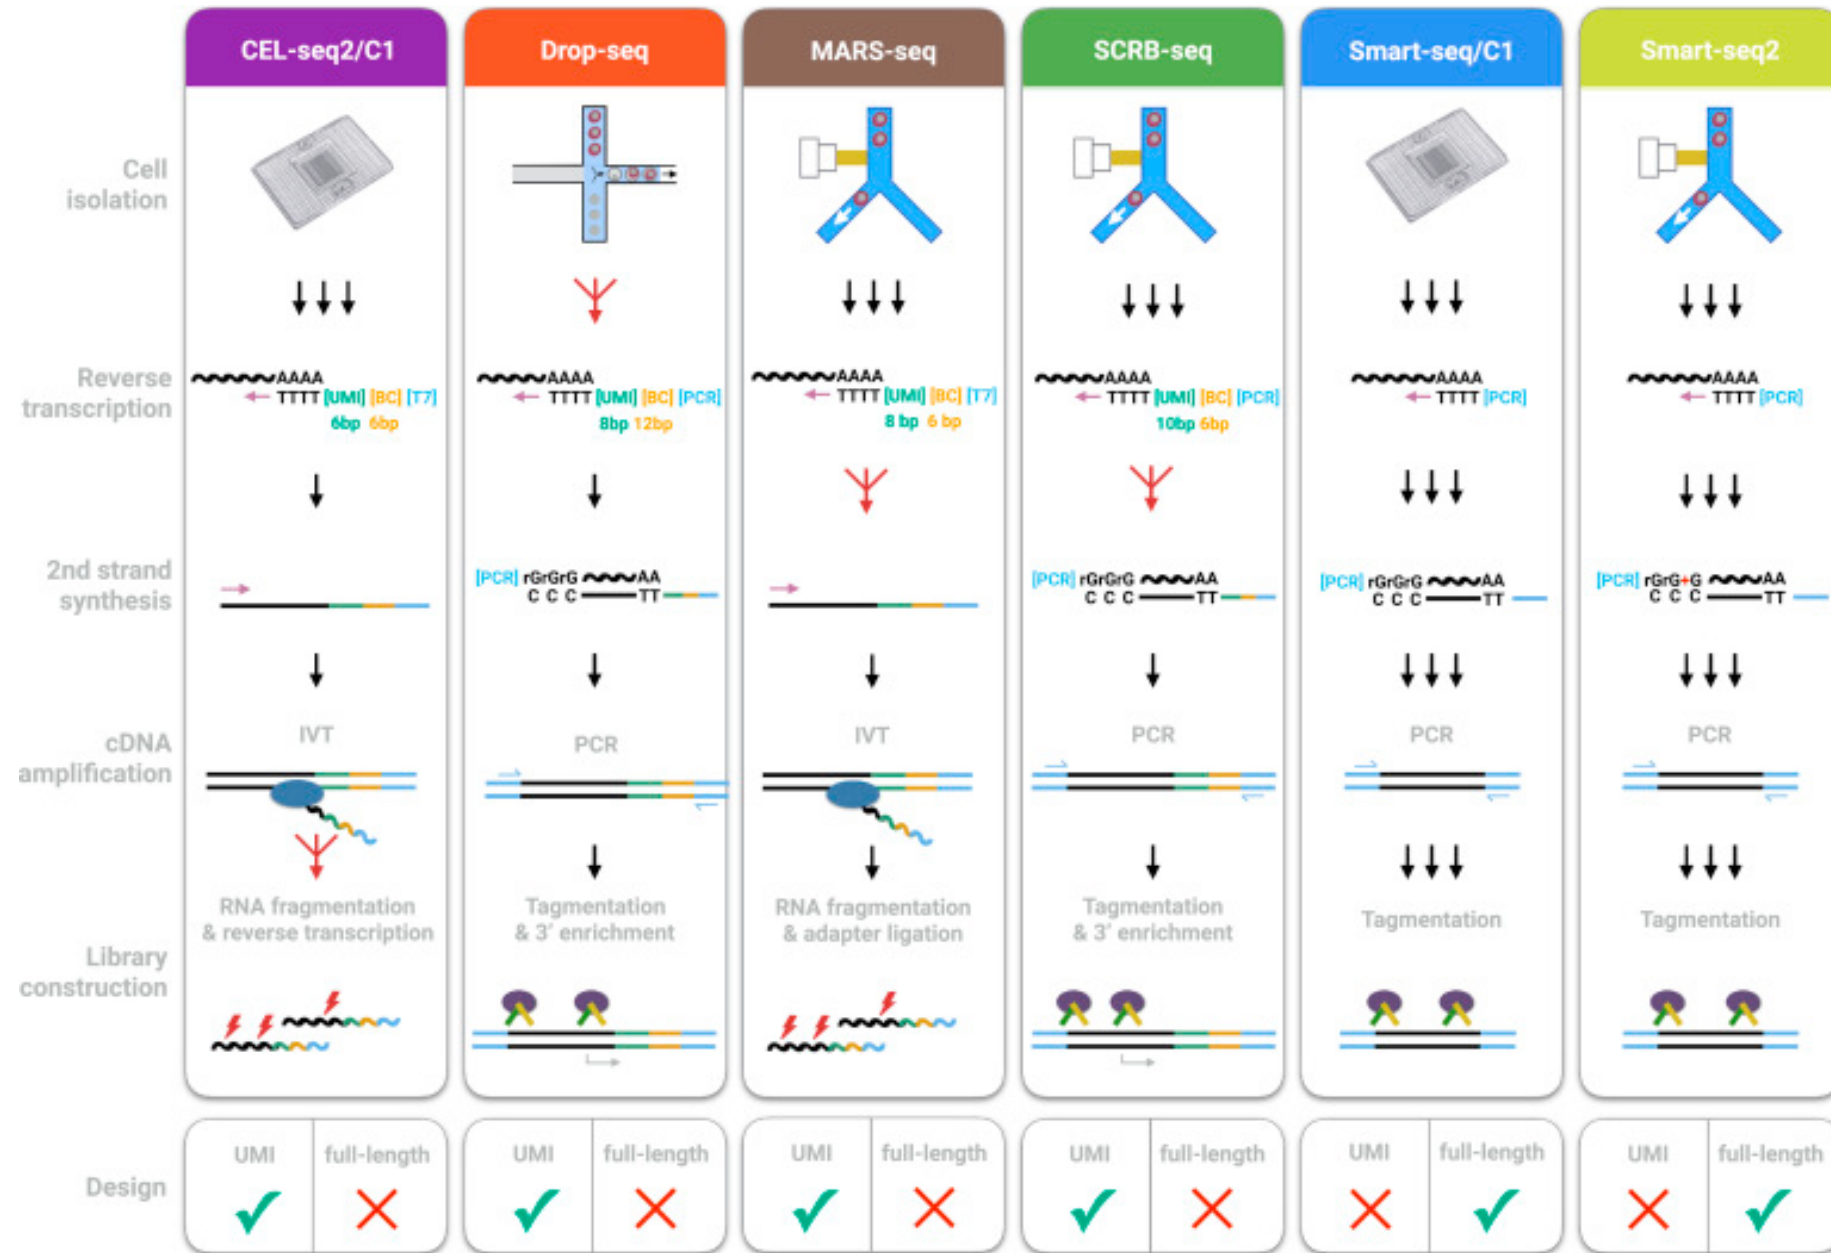 CEL-seq2/C1 Drop-seq MARS-seq SCRB-seq Smart-seq/C1 Smart-seq2
Cell
isolation
Reverse
transcription
AAAA AAAA AAAA AAAA AAAA AAAA
TTTT [UMI] [BC] [T7] TTTT [UMI] [BC] [PCR] TTTT [UMI] [BC] [T7] TTTT [UMI] [BC] [PCR] TTTT [PCR] TTTT [PCR]
6bp 6bp 8bp 12bp 8 bp 6 bp 10bp 6bp
2nd strand
synthesis
[PCR] rGrGrG AA [PCR] rGrGrG AA [PCR] rGrGrG AA [PCR] rGrG+G AA
C C C TT C C C TT C C C TT C C C TT
cDNA
amplification
IVT PCR IVT PCR PCR PCR
Library
construction
RNA fragmentation
& reverse transcription
Tagmentation
& 3' enrichment
RNA fragmentation
& adapter ligation
Tagmentation
& 3' enrichment
Tagmentation
Tagmentation
Design
UMI full-length UMI full-length UMI full-length UMI full-length UMI full-length UMI full-length